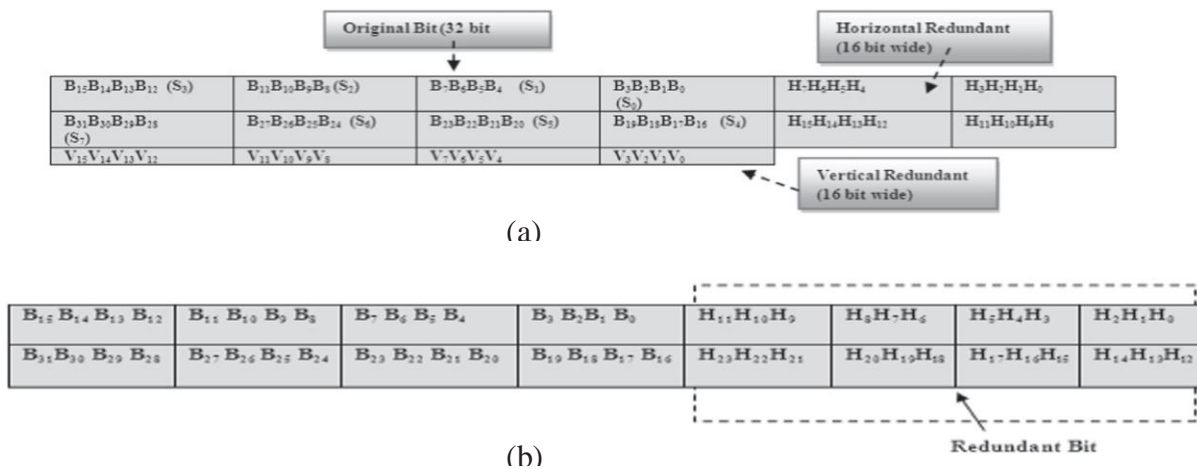 Original Bit (32 bit
Horizontal Redundant
(16 bit wide)
B₁₅B₁₄B₁₃B₁₂ (S₃) B₁₁B₁₀B₉B₈ (S₂) B₇B₆B₅B₄ (S₁) B₃B₂B₁B₀ H₇H₆H₅H₄ H₃H₂H₁H₀
(S₀)
B₃₁B₃₀B₂₉B₂₈ B₂₇B₂₆B₂₅B₂₄ (S₆) B₂₃B₂₂B₂₁B₂₀ (S₅) B₁₉B₁₈B₁₇B₁₆ (S₄) H₁₅H₁₄H₁₃H₁₂ H₁₁H₁₀H₉H₈
(S₇)
V₁₅V₁₄V₁₃V₁₂ V₁₁V₁₀V₉V₈ V₇V₆V₅V₄ V₃V₂V₁V₀
Vertical Redundant
(16 bit wide)
(a)
B₁₅ B₁₄ B₁₃ B₁₂ B₁₁ B₁₀ B₉ B₈ B₇ B₆ B₅ B₄ B₃ B₂B₁ B₀ H₁₁H₁₀H₉ H₈H₇H₆ H₅H₄H₃ H₂H₁H₀
B₃₁B₃₀ B₂₉ B₂₈ B₂₇ B₂₆ B₂₅ B₂₄ B₂₃ B₂₂ B₂₁ B₂₀ B₁₉ B₁₈ B₁₇ B₁₆ H₂₃H₂₂H₂₁ H₂₀H₁₉H₁₈ H₁₇H₁₆H₁₅ H₁₄H₁₃H₁₂
Redundant Bit
(b)